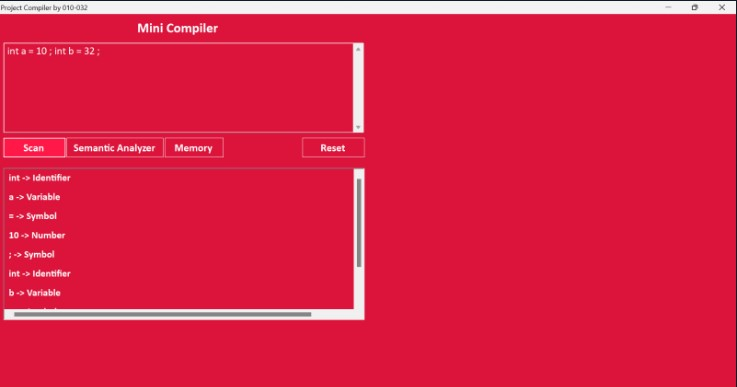 Project Compiler by 010-032
Mini Compiler
int a = 10 ; int b = 32 ;
Scan Semantic Analyzer Memory Reset
int -> Identifier
a -> Variable
= -> Symbol
10 -> Number
; -> Symbol
int -> Identifier
b -> Variable